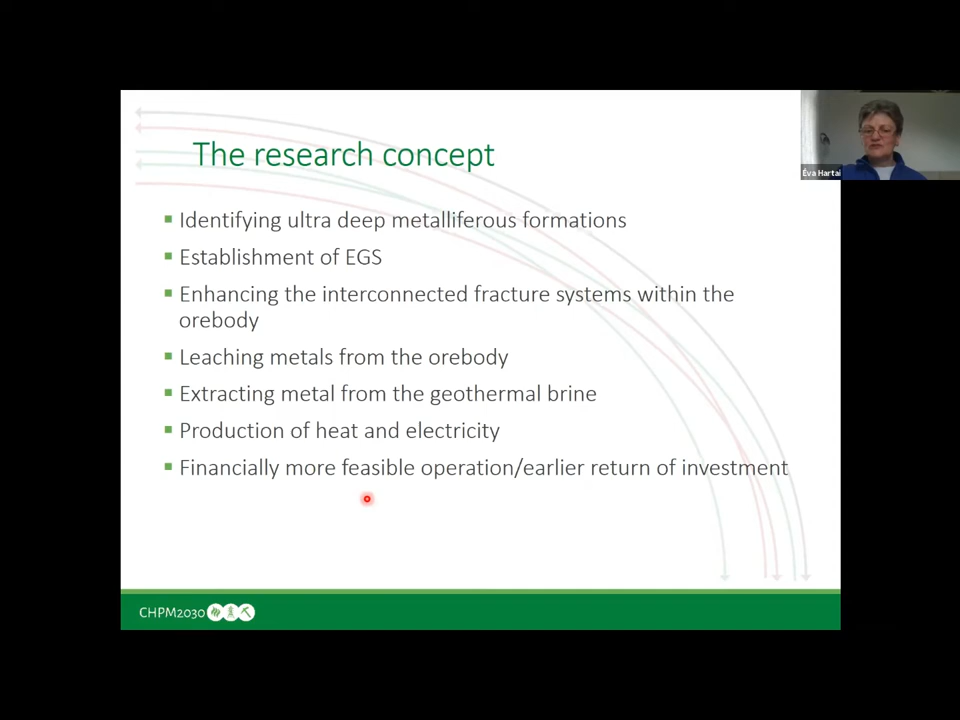 The research concept
Éva Hartai
▪ Identifying ultra deep metalliferous formations
▪ Establishment of EGS
▪ Enhancing the interconnected fracture systems within the
orebody
▪ Leaching metals from the orebody
▪ Extracting metal from the geothermal brine
▪ Production of heat and electricity
▪ Financially more feasible operation/earlier return of investment
CHPM2030